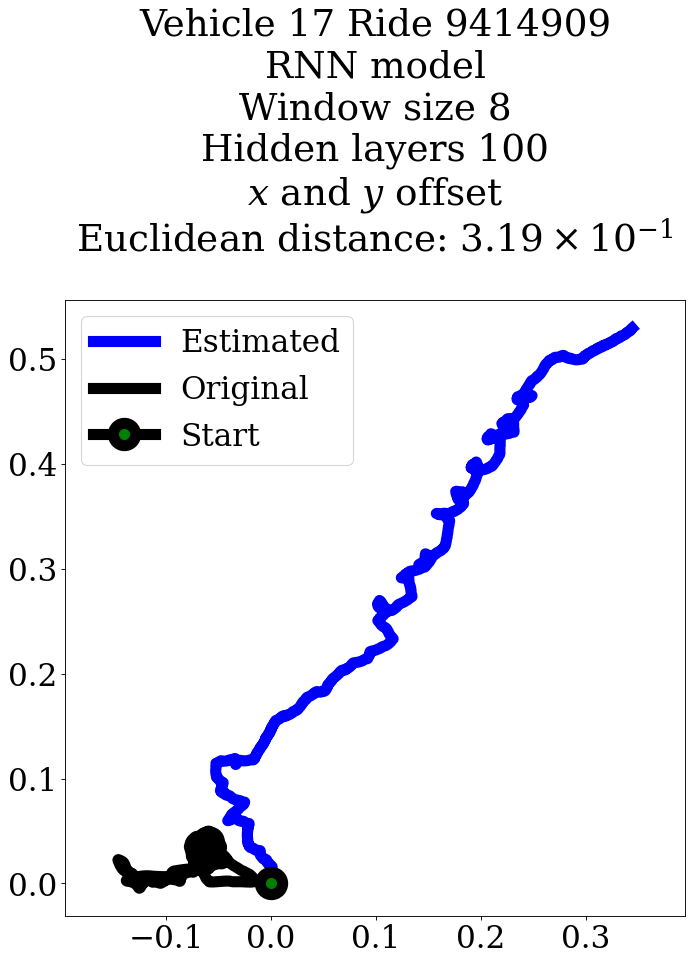 Vehicle 17 Ride 9414909
RNN model
Window size 8
Hidden layers 100
x and y offset
Euclidean distance: 3.19 × 10⁻¹
Estimated
Original
Start
0.5
0.4
0.3
0.2
0.1
0.0
−0.1 0.0 0.1 0.2 0.3